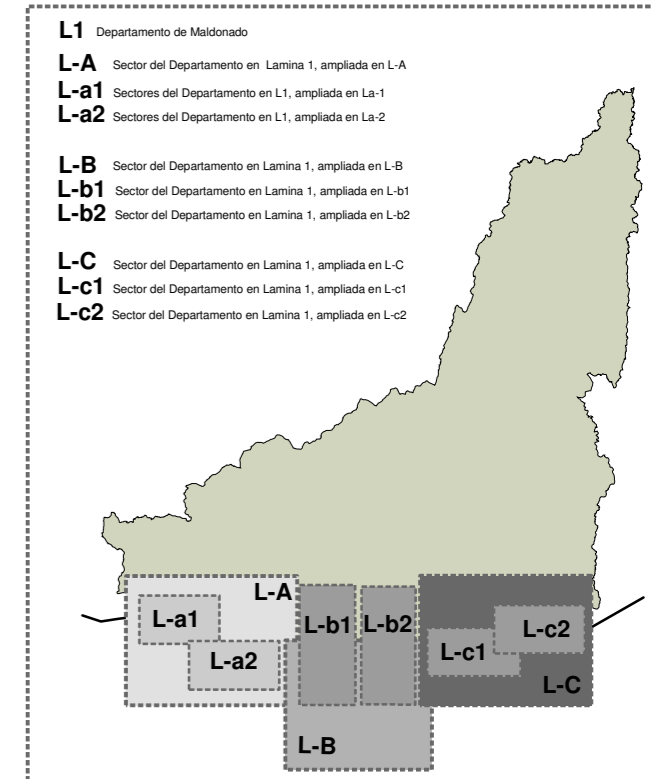 L1 Departamento de Maldonado
L-A Sector del Departamento en Lamina 1, ampliada en L-A
L-a1 Sectores del Departamento en L1, ampliada en La-1
L-a2 Sectores del Departamento en L1, ampliada en La-2
L-B Sector del Departamento en Lamina 1, ampliada en L-B
L-b1 Sector del Departamento en Lamina 1, ampliada en L-b1
L-b2 Sector del Departamento en Lamina 1, ampliada en L-b2
L-C Sector del Departamento en Lamina 1, ampliada en L-C
L-c1 Sector del Departamento en Lamina 1, ampliada en L-c1
L-c2 Sector del Departamento en Lamina 1, ampliada en L-c2
L-A
L-a1
L-a2
L-b1
L-b2
L-B
L-c1
L-c2
L-C